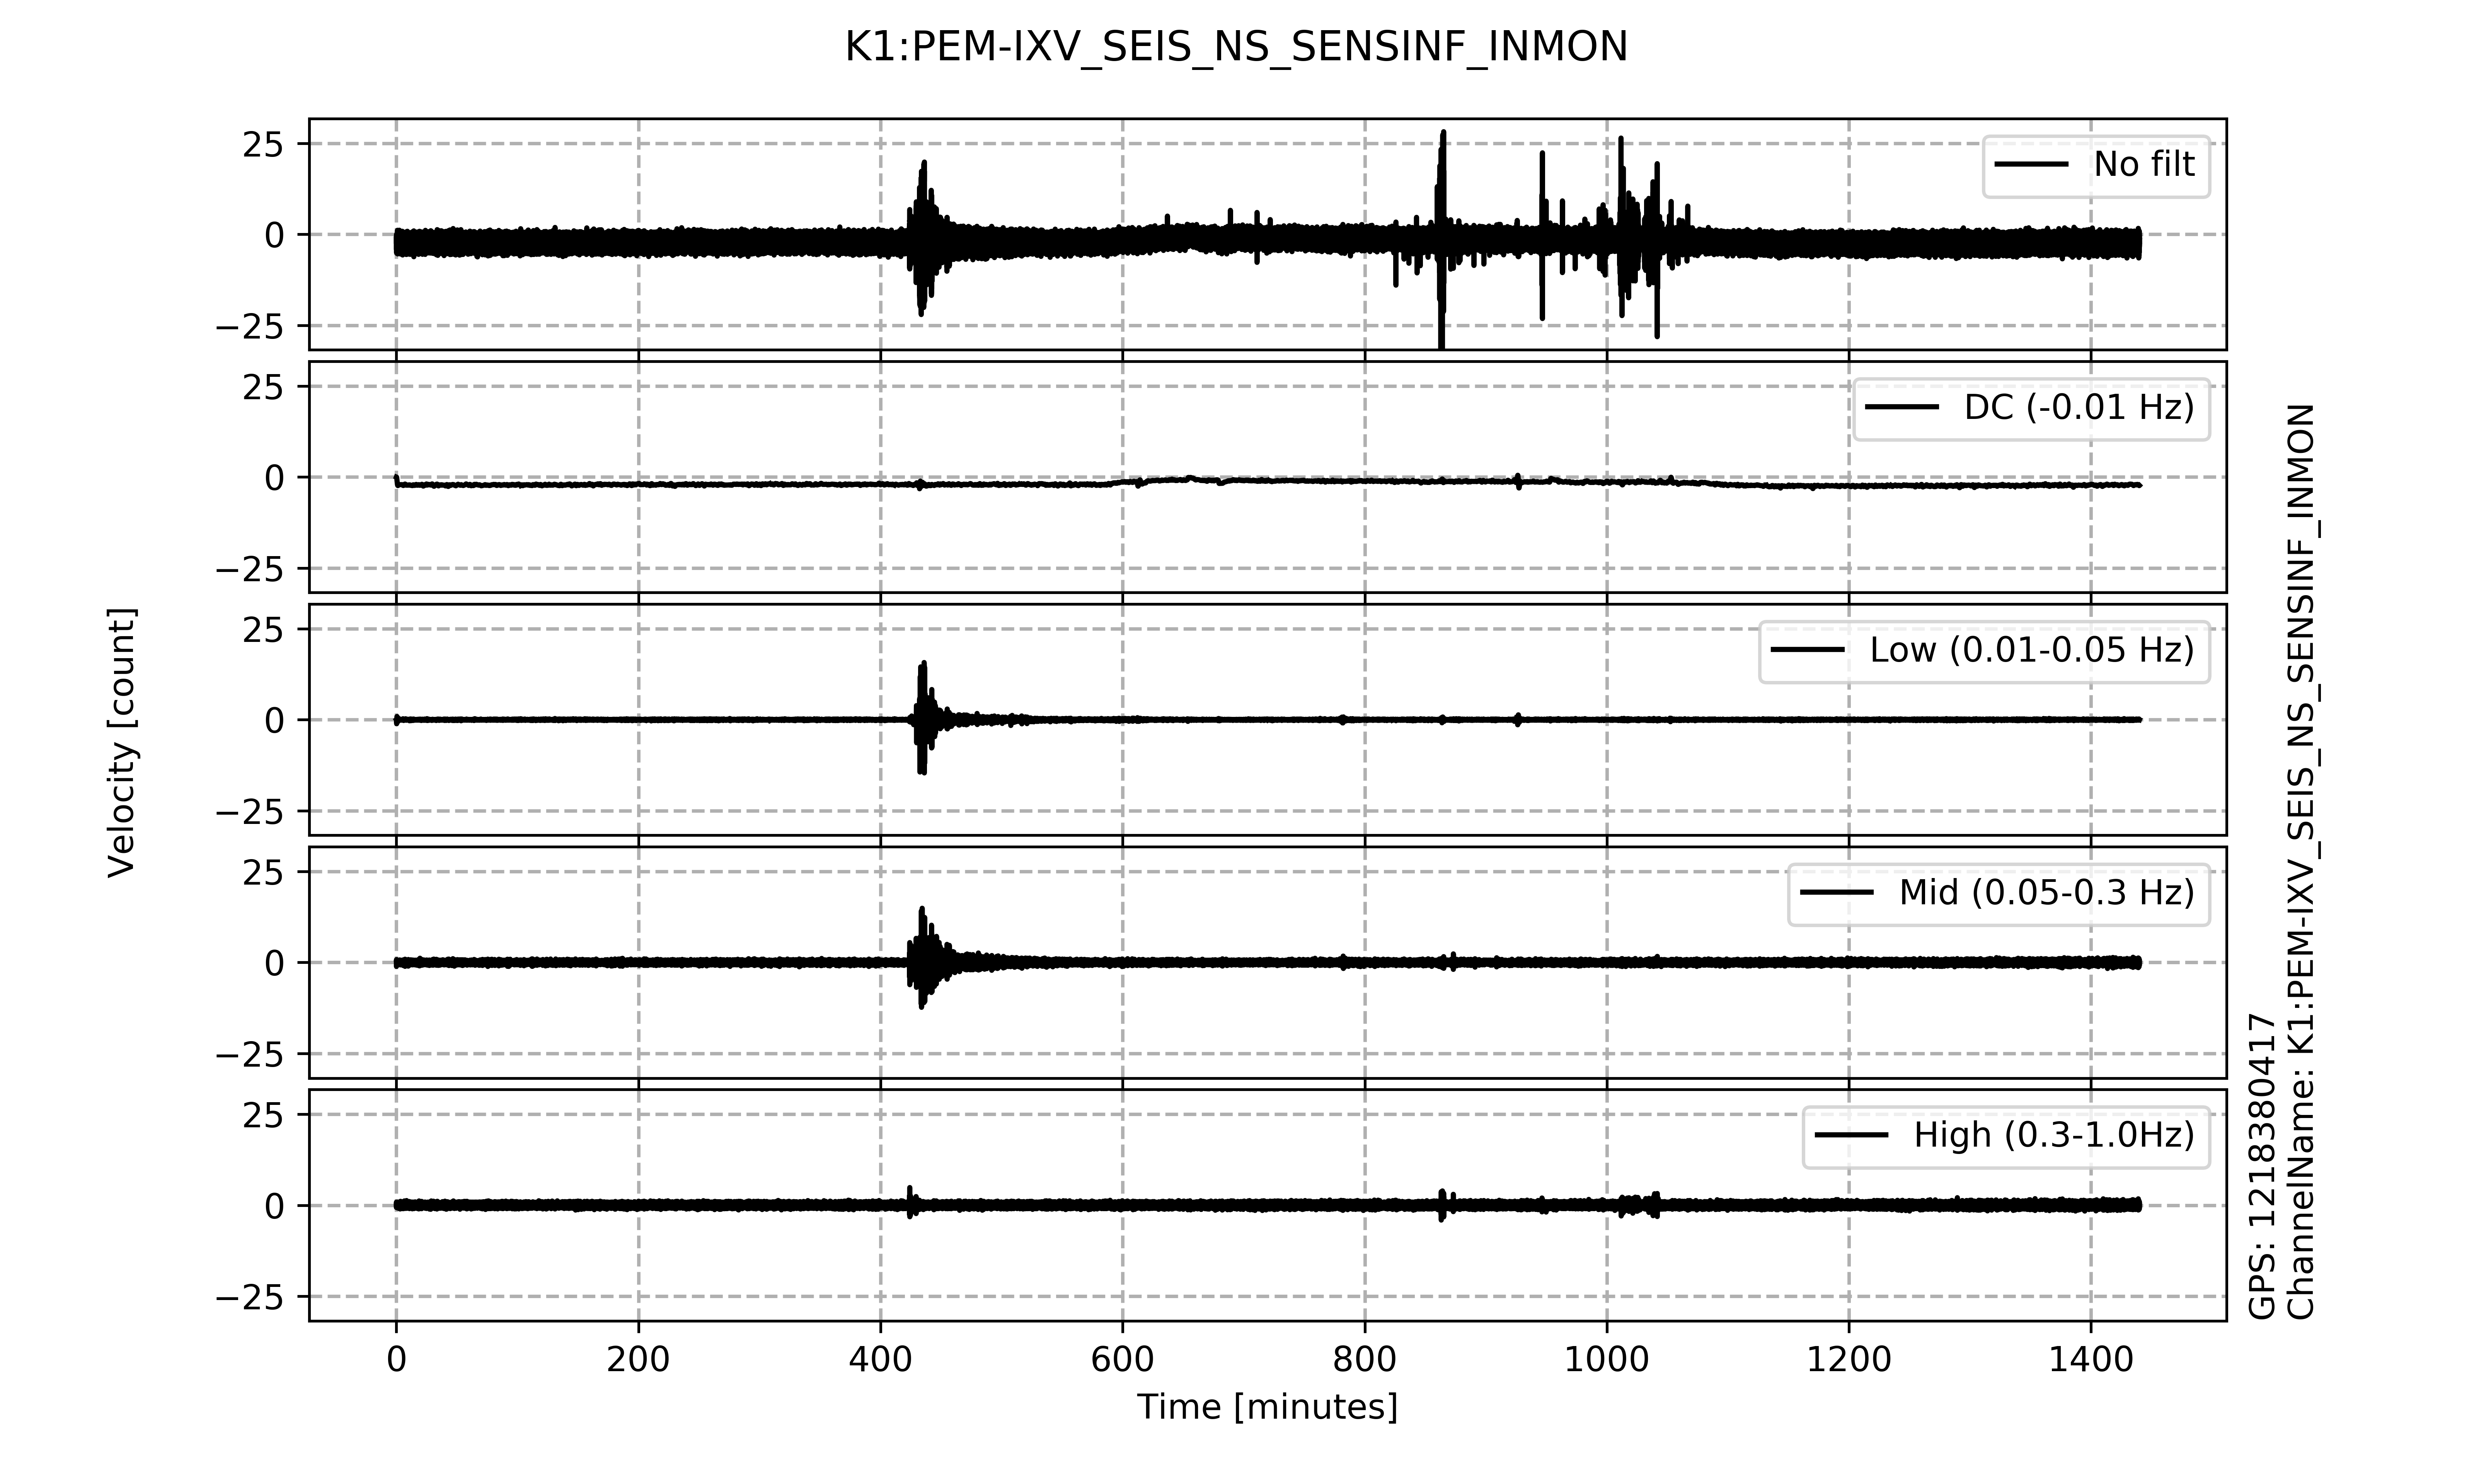 K1:PEM-IXV_SEIS_NS_SENSINF_INMON
25
0
−25
No filt
25
0
−25
DC (-0.01 Hz)
25
0
−25
Low (0.01-0.05 Hz)
25
0
−25
Mid (0.05-0.3 Hz)
25
0
−25
High (0.3-1.0Hz)
0
200
400
600
800
1000
1200
1400
Time [minutes]
Velocity [count]
GPS: 1218380417
ChannelName: K1:PEM-IXV_SEIS_NS_SENSINF_INMON